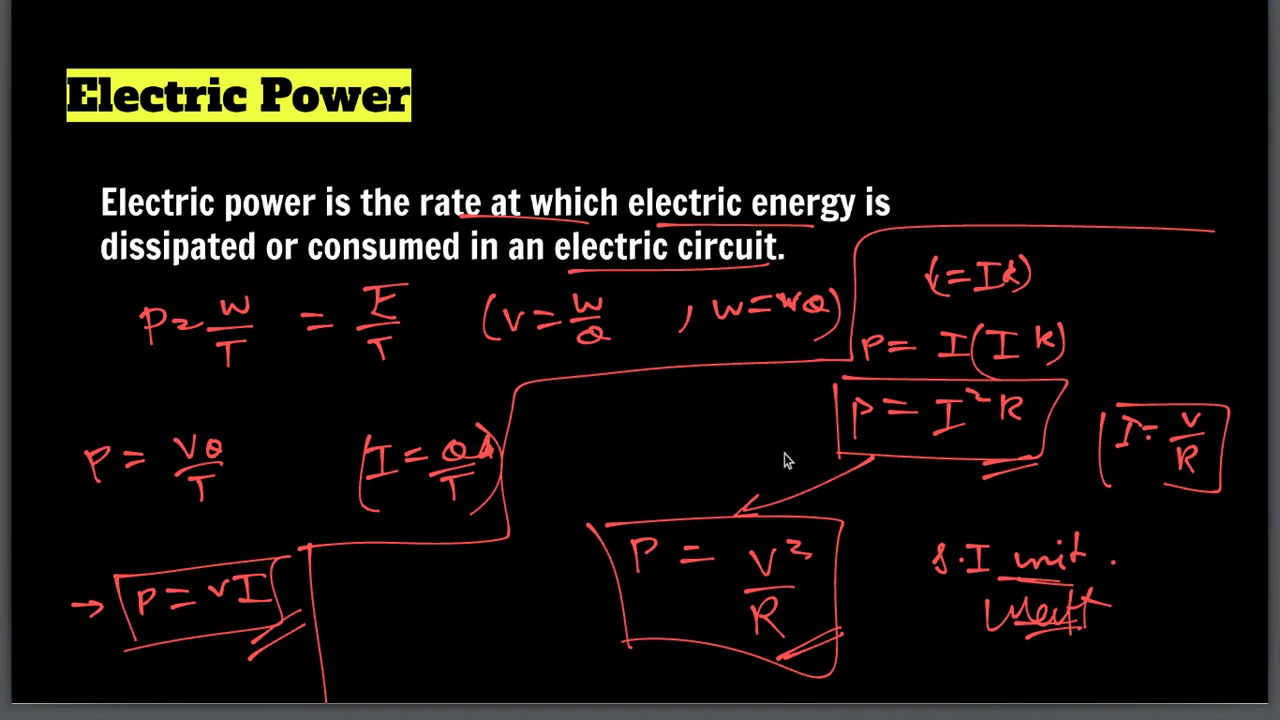 Electric Power
Electric power is the rate at which electric energy is
dissipated or consumed in an electric circuit.
P = W/T = E/T (V = W/Q , W = VQ)
P = VQ/T (I = Q/T)
→ P = VI
(V = IR)
P = I(IR)
P = I²R
(I = V/R)
P = V²/R
S.I unit .
Watt